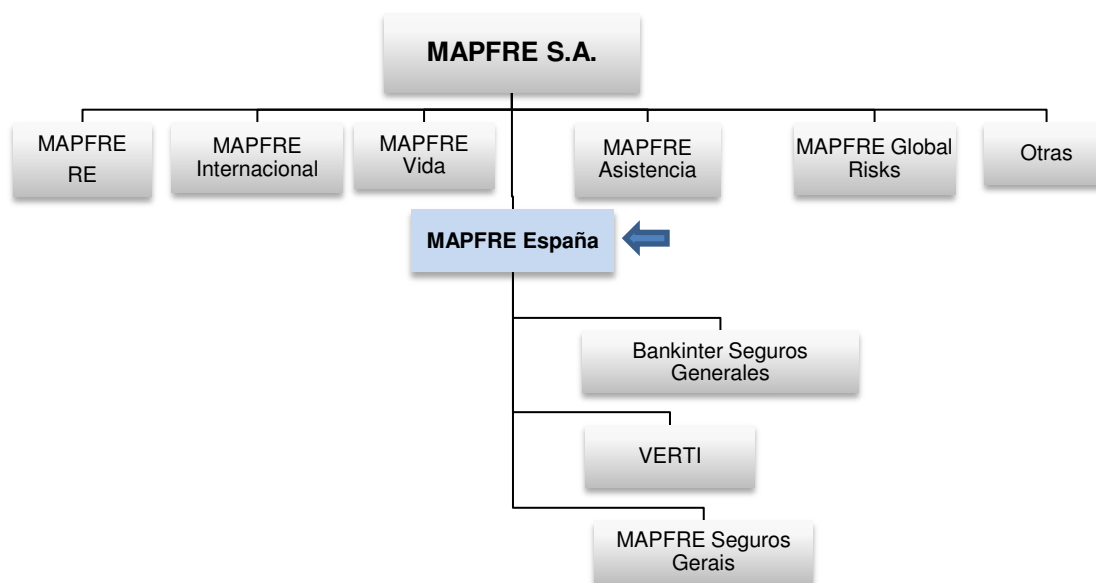 MAPFRE S.A.
MAPFRE
RE
MAPFRE
Internacional
MAPFRE
Vida
MAPFRE
Asistencia
MAPFRE Global
Risks
Otras
MAPFRE España
Bankinter Seguros
Generales
VERTI
MAPFRE Seguros
Gerais